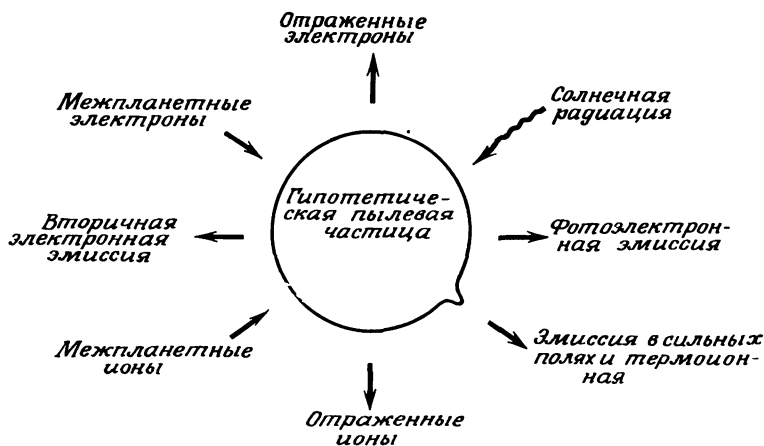 Отраженные
электроны
Межпланетные
электроны
Солнечная
радиация
Гипотетиче-
ская пылевая
частица
Вторичная
электронная
эмиссия
Фотоэлектрон-
ная эмиссия
Межпланетные
ионы
Эмиссия в сильных
полях и термоион-
ная
Отраженные
ионы